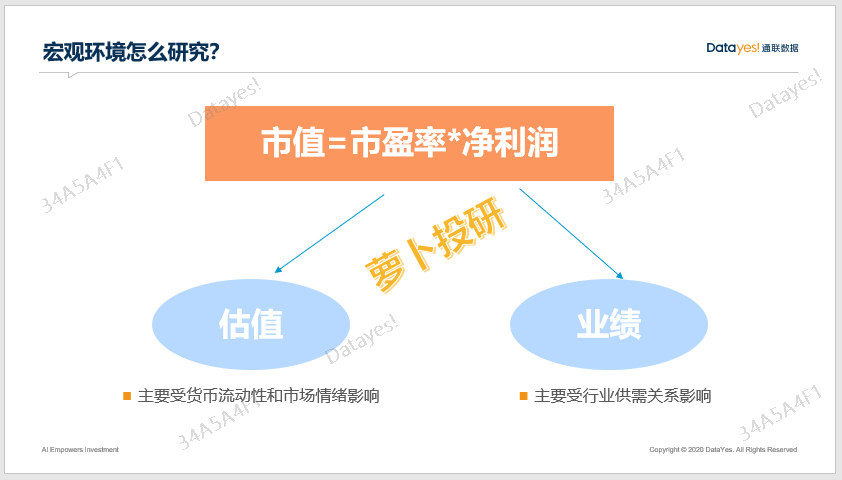 宏观环境怎么研究?
Datayes!通联数据
Datayes!
Datayes!
市值=市盈率*净利润
34A5A4F1
34A5A4F1
萝卜投研
估值
业绩
Datayes!
主要受货币流动性和市场情绪影响
主要受行业供需关系影响
34A5A4F1
34A5A4F1
AI Empowers Investment
Copyright © 2020 DataYes. All Rights Reserved